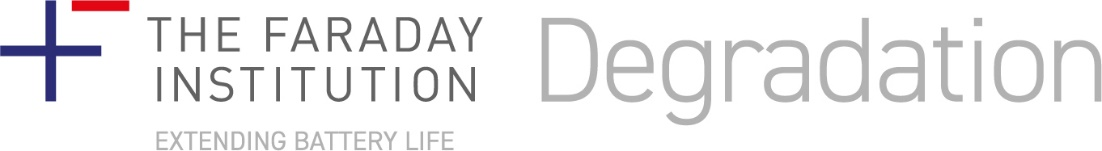 THE FARADAY
INSTITUTION
EXTENDING BATTERY LIFE
Degradation